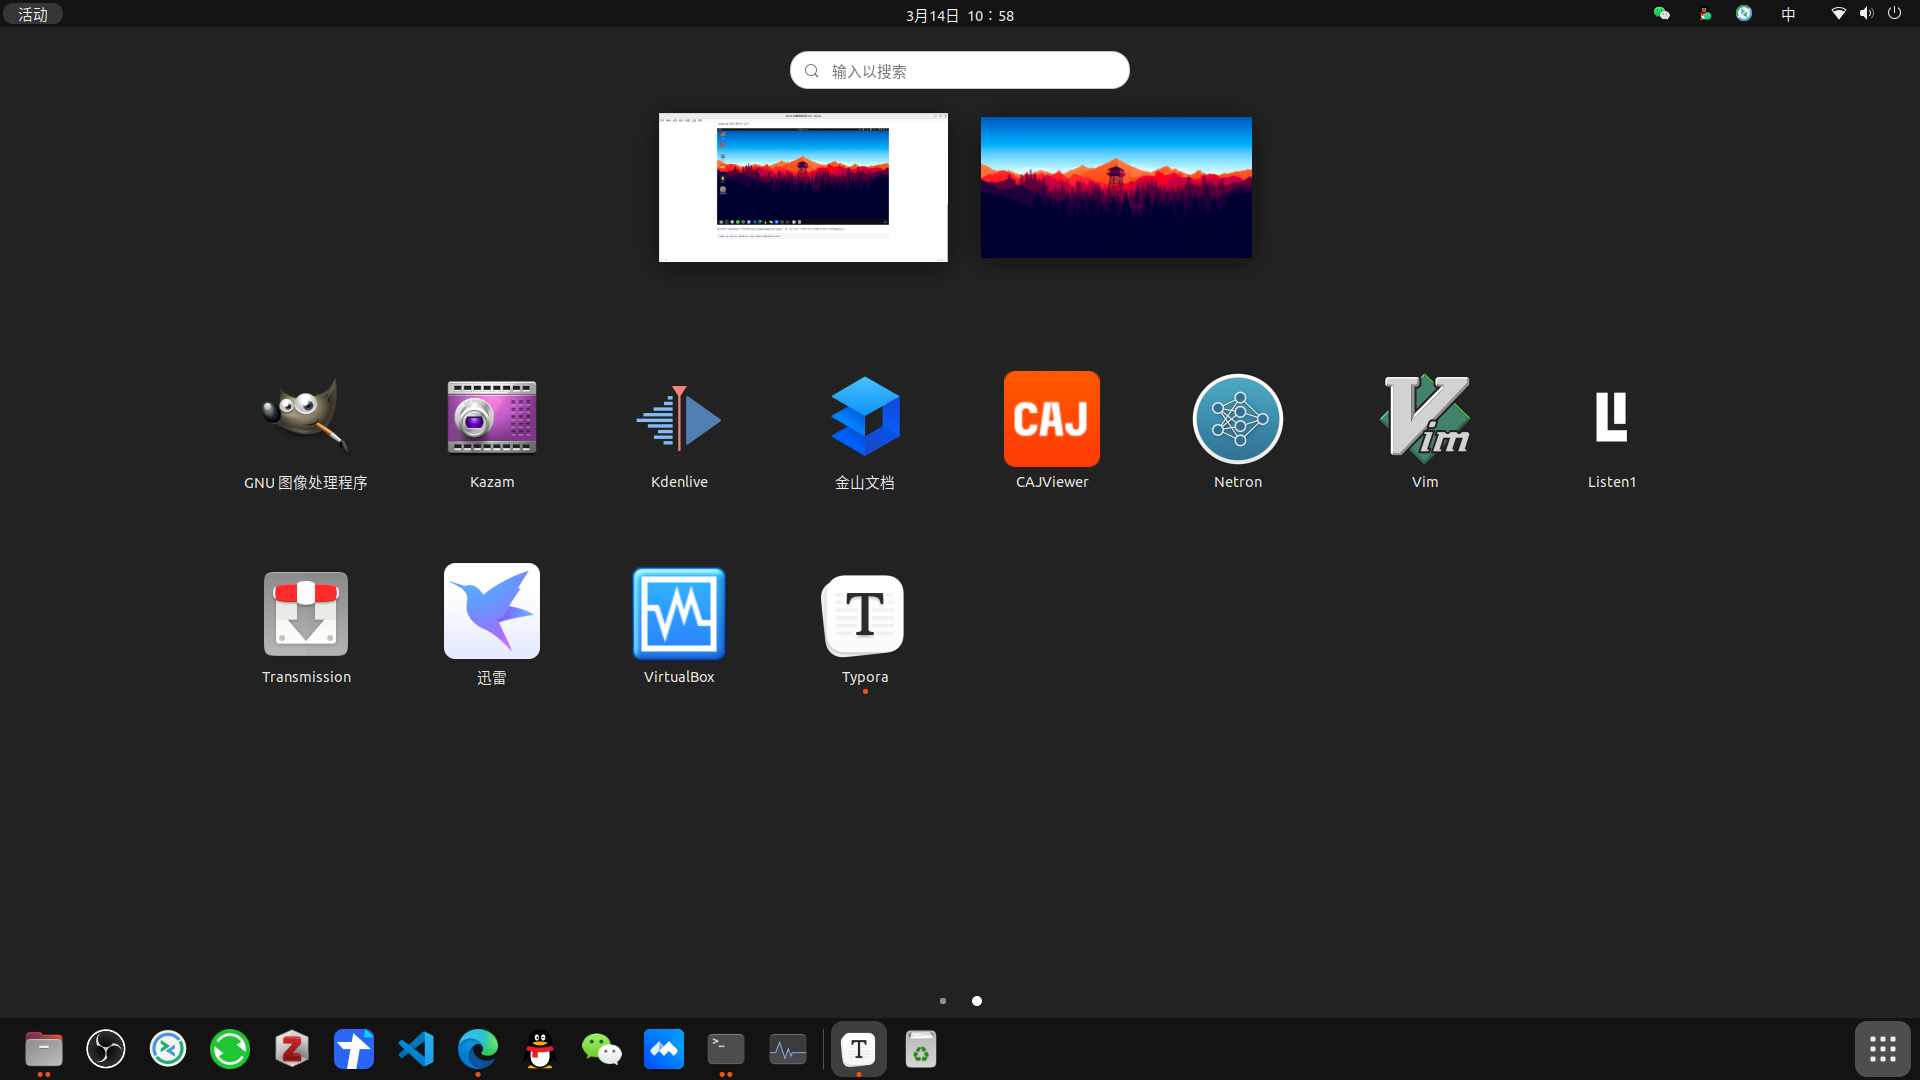 活动
3月14日 10：58
中
输入以搜索
GNU 图像处理程序
Kazam
Kdenlive
金山文档
CAJ
CAJViewer
Netron
Vim
Vim
Listen1
Transmission
迅雷
VirtualBox
T
Typora
Z
>_
T